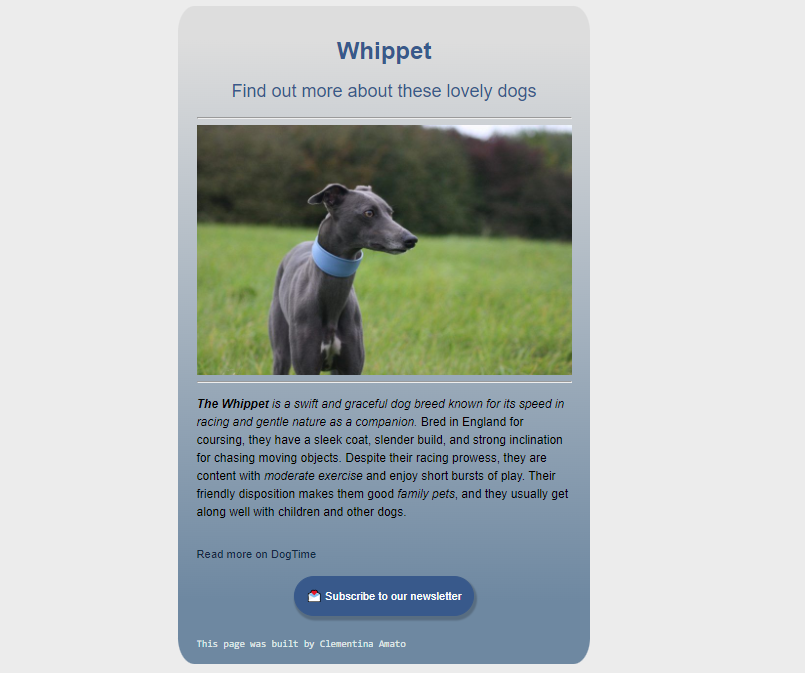 Whippet
Find out more about these lovely dogs
The Whippet is a swift and graceful dog breed known for its speed in
racing and gentle nature as a companion. Bred in England for
coursing, they have a sleek coat, slender build, and strong inclination
for chasing moving objects. Despite their racing prowess, they are
content with moderate exercise and enjoy short bursts of play. Their
friendly disposition makes them good family pets, and they usually get
along well with children and other dogs.
Read more on DogTime
Subscribe to our newsletter
This page was built by Clementina Amato